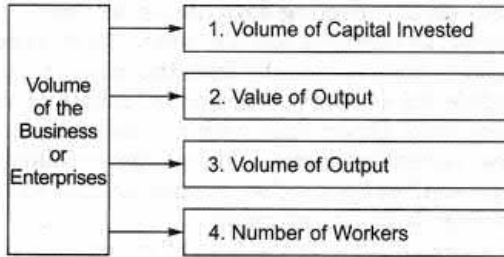 Volume
of the
Business
or
Enterprises
1. Volume of Capital Invested
2. Value of Output
3. Volume of Output
4. Number of Workers